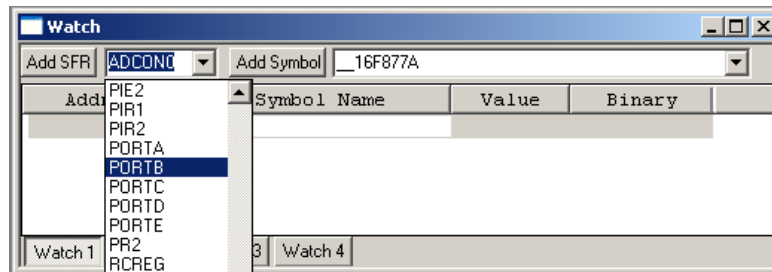 Watch
Add SFR ADCON0 Add Symbol __16F877A
Symbol Name Value Binary
PIE2
PIR1
PIR2
PORTA
PORTB
PORTC
PORTD
PORTE
PR2
RCREG
Watch 1 3 Watch 4